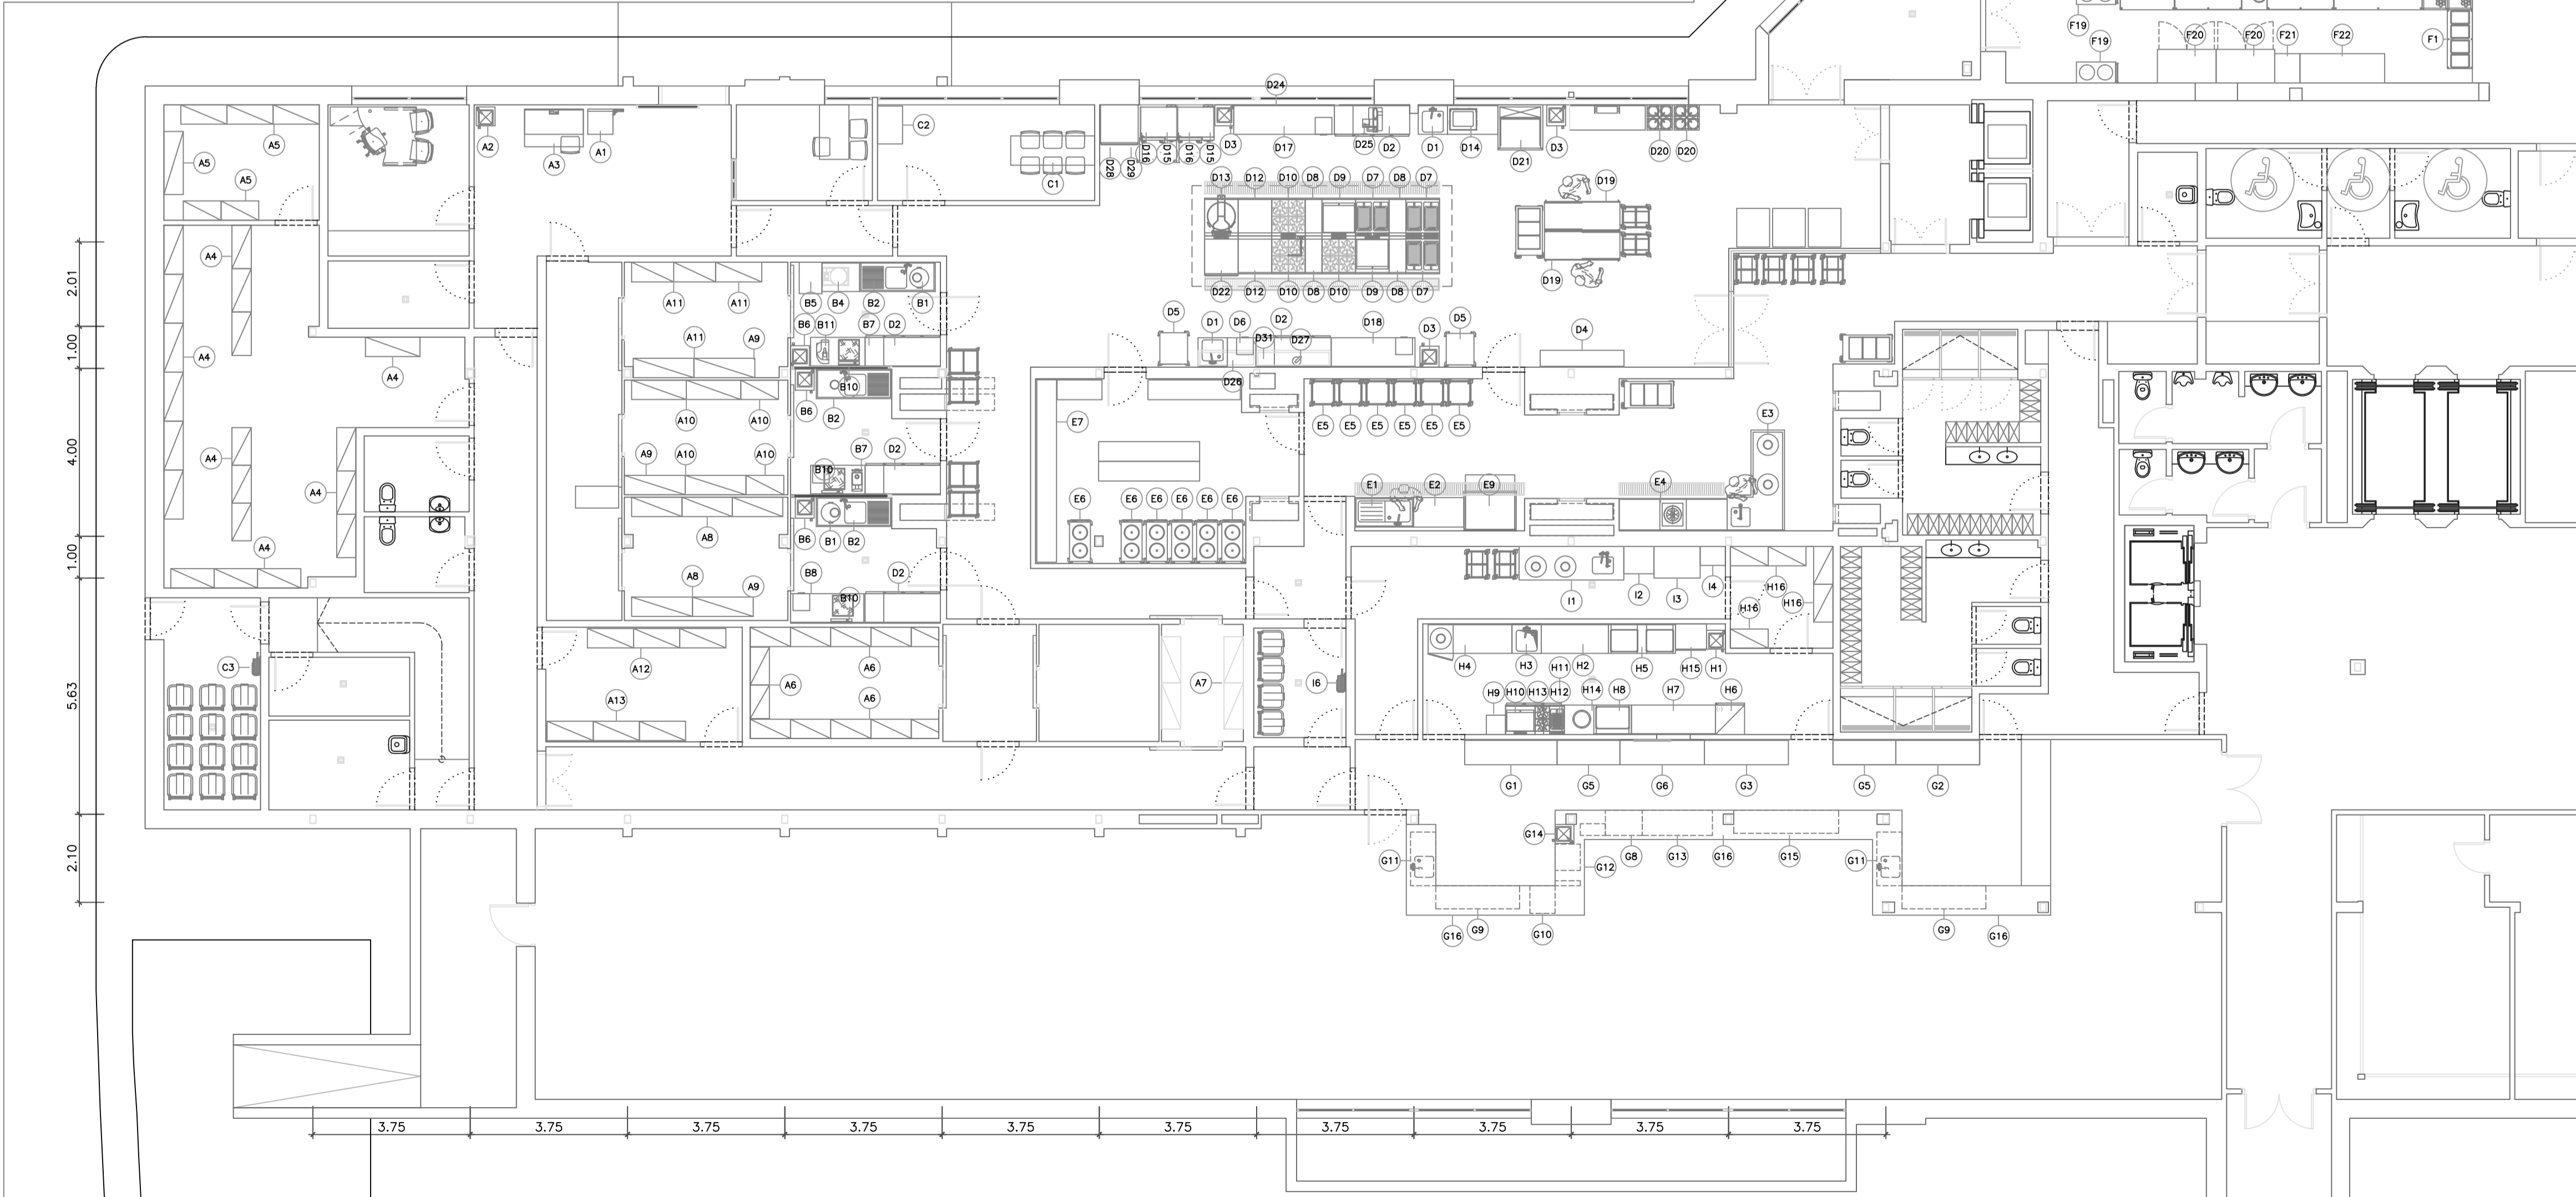 F19
F19
F20
F20
F21
F22
F1
D24
C2
A5
A5
A5
A2
A3
A1
C1
D28
D29
D16
D15
D16
D15
D3
D17
D25
D2
D1
D14
D21
D3
D20
D20
D13
D12
D10
D8
D9
D7
D8
D7
D19
D19
D22
D12
D10
D8
D10
D9
D8
D7
A4
A4
A4
A4
A4
A4
2.01
1.00
4.00
1.00
5.63
2.10
A11
A11
A11
A9
B5
B4
B2
B1
B6
B11
B7
D2
A10
A10
B6
B10
B2
A9
A10
A10
B10
B7
D2
A8
B6
B1
B2
A8
A9
B8
B10
D2
D5
D1
D6
D2
D31
D27
D26
D18
D3
D5
D4
E7
E5
E5
E5
E5
E5
E5
E3
E6
E6
E6
E6
E6
E6
E1
E2
E9
E4
I1
I2
I3
I4
H16
H16
H16
C3
A12
A13
A6
A6
A6
A7
I6
H4
H3
H2
H11
H5
H15
H1
H9
H10
H13
H12
H14
H8
H7
H6
G1
G5
G6
G3
G5
G2
G14
G11
G12
G8
G13
G16
G15
G11
G16
G9
G10
G9
G16
3.75
3.75
3.75
3.75
3.75
3.75
3.75
3.75
3.75
3.75